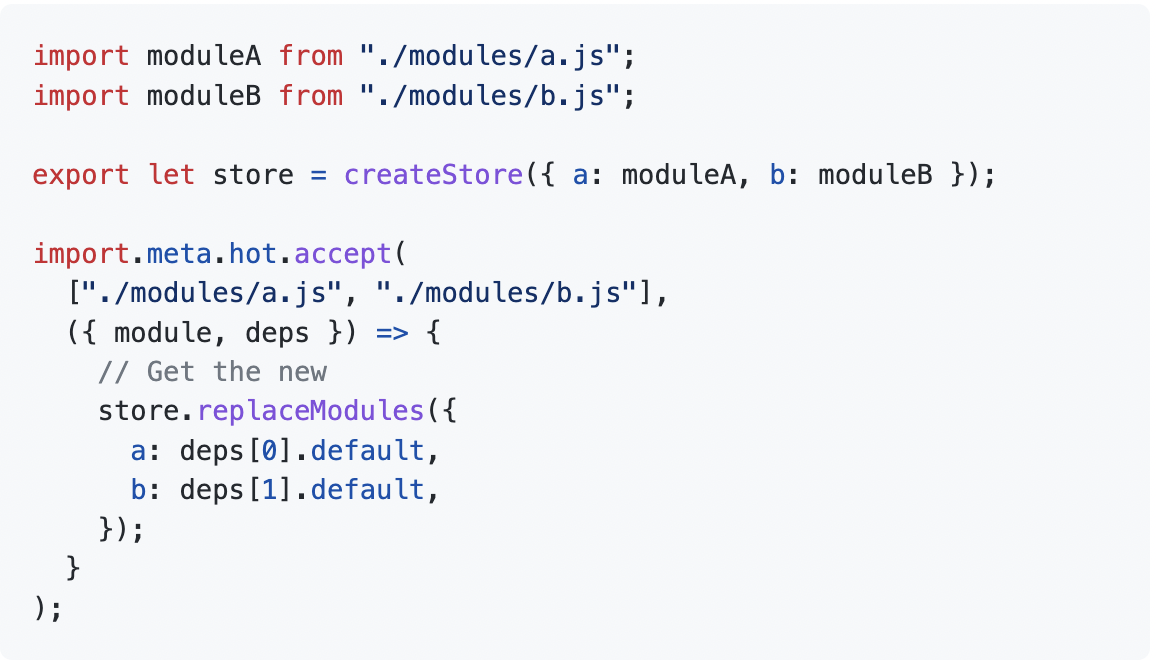 import moduleA from "./modules/a.js";
import moduleB from "./modules/b.js";

export let store = createStore({ a: moduleA, b: moduleB });

import.meta.hot.accept(
  ["./modules/a.js", "./modules/b.js"],
  ({ module, deps }) => {
    // Get the new
    store.replaceModules({
      a: deps[0].default,
      b: deps[1].default,
    });
  }
);